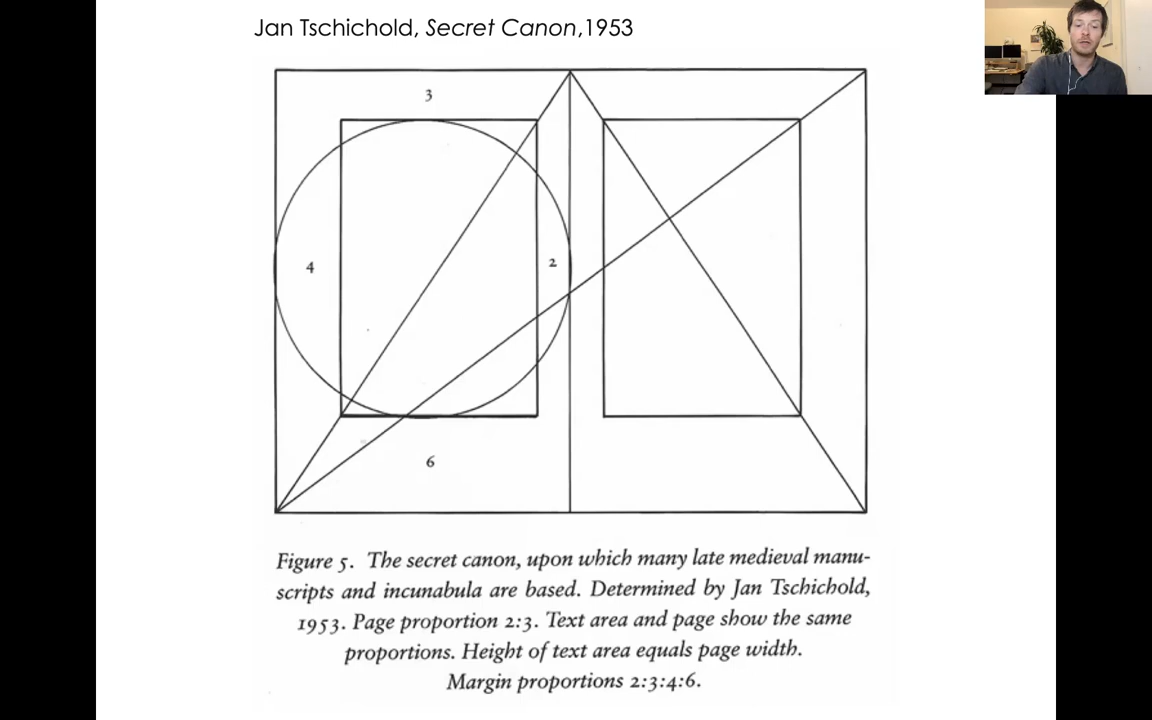 Jan Tschichold, Secret Canon,1953
3
4
2
6
Figure 5. The secret canon, upon which many late medieval manu-
scripts and incunabula are based. Determined by Jan Tschichold,
1953. Page proportion 2:3. Text area and page show the same
proportions. Height of text area equals page width.
Margin proportions 2:3:4:6.